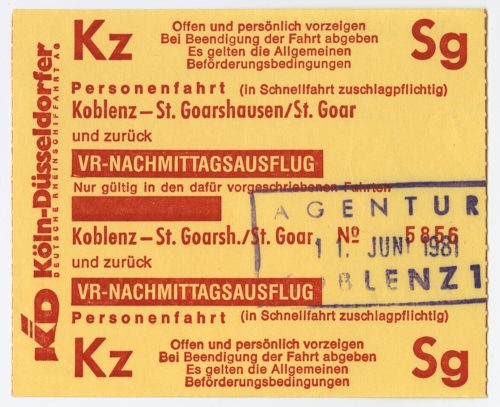 Kz
Offen und persönlich vorzeigen
Bei Beendigung der Fahrt abgeben
Es gelten die Allgemeinen
Beförderungsbedingungen
Sg
Personenfahrt (in Schnellfahrt zuschlagpflichtig)
Koblenz – St. Goarshausen/St. Goar
und zurück
VR-NACHMITTAGSAUSFLUG
Nur gültig in den dafür vorgeschriebenen Fahrten
AGENTUR
Koblenz – St. Goarsh./St. Goar № 5856
11. JUNI 1981
und zurück
KOBLENZ 1
VR-NACHMITTAGSAUSFLUG
Personenfahrt (in Schnellfahrt zuschlagpflichtig)
Kz
Offen und persönlich vorzeigen
Bei Beendigung der Fahrt abgeben
Es gelten die Allgemeinen
Beförderungsbedingungen
Sg
KD Köln-Düsseldorfer
DEUTSCHE RHEINSCHIFFAHRT AG